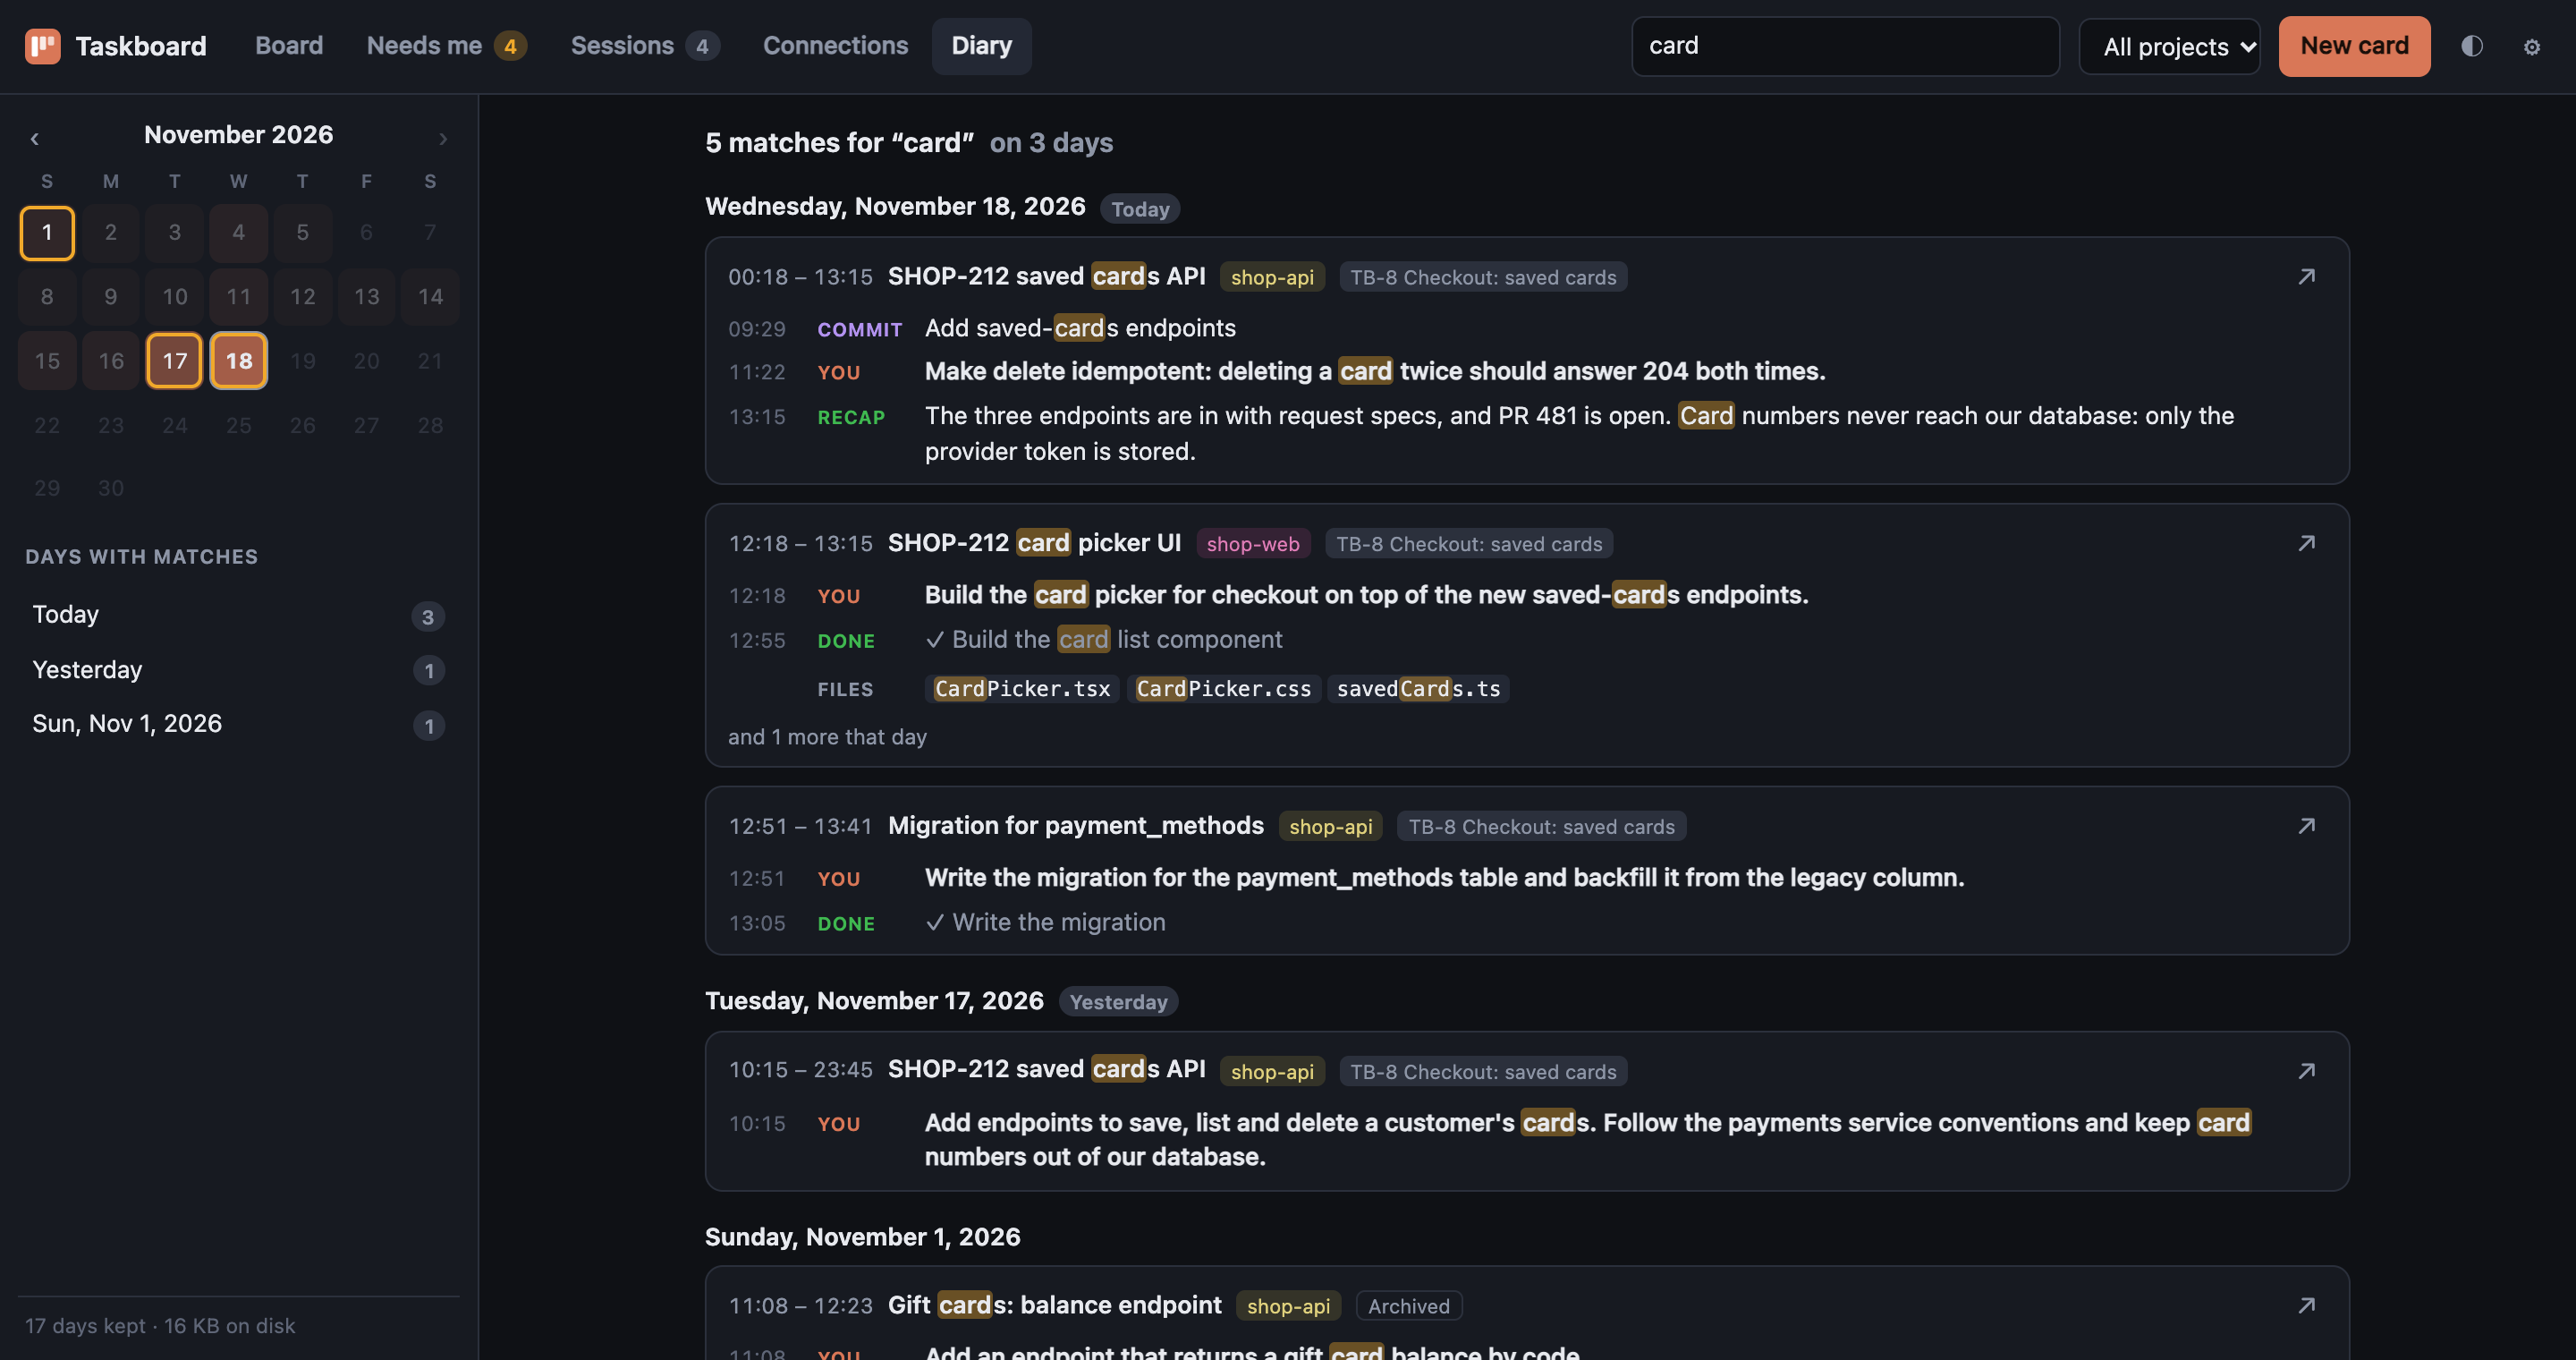 Taskboard Board Needs me 4 Sessions 4 Connections Diary card All projects New card
November 2026
S M T W T F S
1 2 3 4 5 6 7
8 9 10 11 12 13 14
15 16 17 18 19 20 21
22 23 24 25 26 27 28
29 30
DAYS WITH MATCHES
Today 3
Yesterday 1
Sun, Nov 1, 2026 1
17 days kept · 16 KB on disk
5 matches for “card” on 3 days
Wednesday, November 18, 2026 Today
00:18 – 13:15 SHOP-212 saved cards API shop-api TB-8 Checkout: saved cards
09:29 COMMIT Add saved-cards endpoints
11:22 YOU Make delete idempotent: deleting a card twice should answer 204 both times.
13:15 RECAP The three endpoints are in with request specs, and PR 481 is open. Card numbers never reach our database: only the
provider token is stored.
12:18 – 13:15 SHOP-212 card picker UI shop-web TB-8 Checkout: saved cards
12:18 YOU Build the card picker for checkout on top of the new saved-cards endpoints.
12:55 DONE ✓ Build the card list component
FILES CardPicker.tsx CardPicker.css savedCards.ts
and 1 more that day
12:51 – 13:41 Migration for payment_methods shop-api TB-8 Checkout: saved cards
12:51 YOU Write the migration for the payment_methods table and backfill it from the legacy column.
13:05 DONE ✓ Write the migration
Tuesday, November 17, 2026 Yesterday
10:15 – 23:45 SHOP-212 saved cards API shop-api TB-8 Checkout: saved cards
10:15 YOU Add endpoints to save, list and delete a customer's cards. Follow the payments service conventions and keep card
numbers out of our database.
Sunday, November 1, 2026
11:08 – 12:23 Gift cards: balance endpoint shop-api Archived
11:08 YOU Add an endpoint that returns a gift card balance by code.